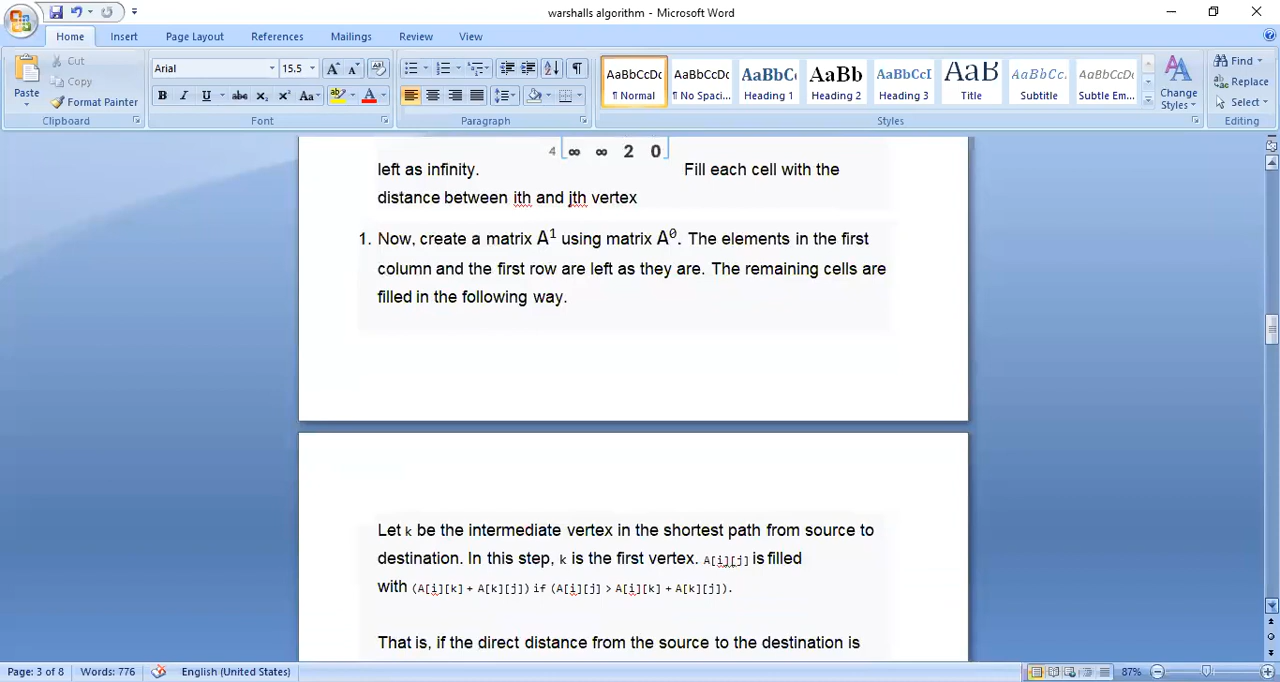 warshalls algorithm - Microsoft Word
Home Insert Page Layout References Mailings Review View
Paste Cut Copy Format Painter
Arial 15.5
AaBbCcDc AaBbCcDc AaBbC AaBb AaBbCcI AaB AaBbCc. AaBbCcDc
¶ Normal ¶ No Spaci... Heading 1 Heading 2 Heading 3 Title Subtitle Subtle Em...
Change Styles
Find
Replace
Select
Clipboard Font Paragraph Styles Editing
4 ∞ ∞ 2 0
left as infinity. Fill each cell with the
distance between ith and jth vertex
1. Now, create a matrix A¹ using matrix A⁰. The elements in the first
column and the first row are left as they are. The remaining cells are
filled in the following way.
Let k be the intermediate vertex in the shortest path from source to
destination. In this step, k is the first vertex. A[i][j] is filled
with (A[i][k] + A[k][j]) if (A[i][j] > A[i][k] + A[k][j]).
That is, if the direct distance from the source to the destination is
Page: 3 of 8 Words: 776 English (United States) 87%